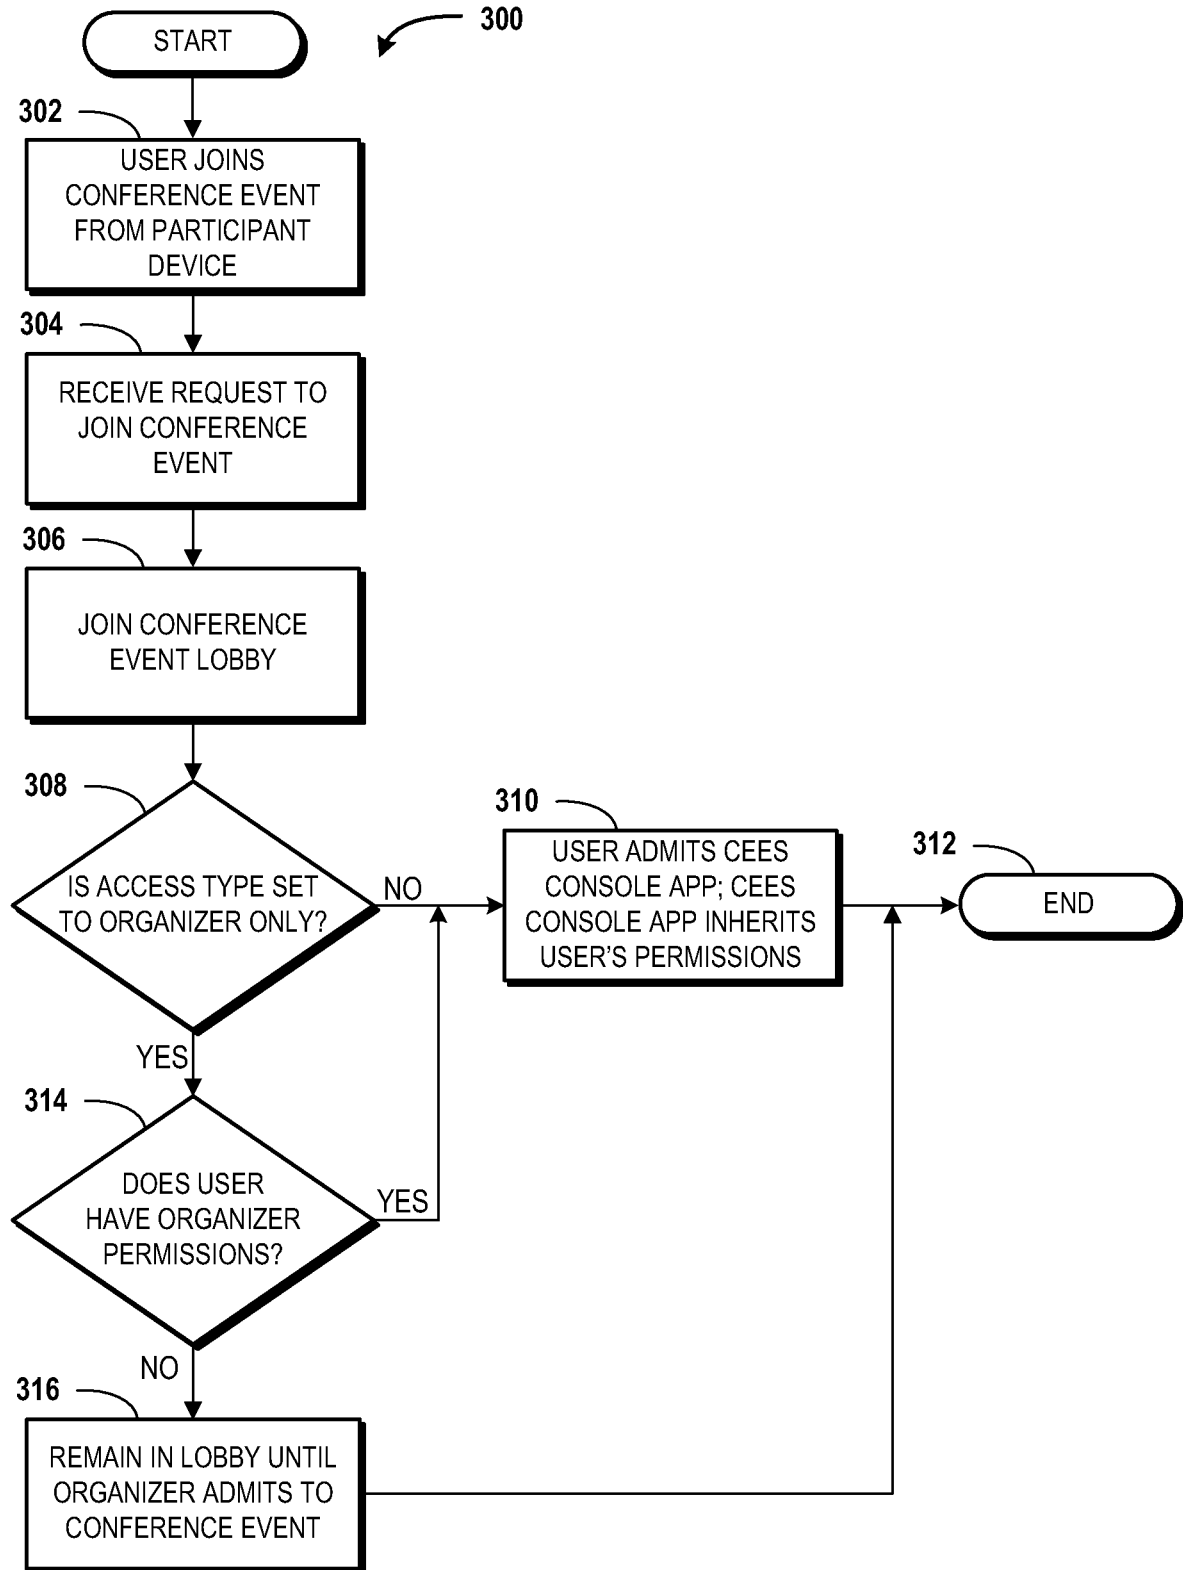 START
300
302
USER JOINS
CONFERENCE EVENT
FROM PARTICIPANT
DEVICE
304
RECEIVE REQUEST TO
JOIN CONFERENCE
EVENT
306
JOIN CONFERENCE
EVENT LOBBY
308
IS ACCESS TYPE SET
TO ORGANIZER ONLY?
NO
310
USER ADMITS CEES
CONSOLE APP; CEES
CONSOLE APP INHERITS
USER'S PERMISSIONS
312
END
YES
314
DOES USER
HAVE ORGANIZER
PERMISSIONS?
YES
NO
316
REMAIN IN LOBBY UNTIL
ORGANIZER ADMITS TO
CONFERENCE EVENT